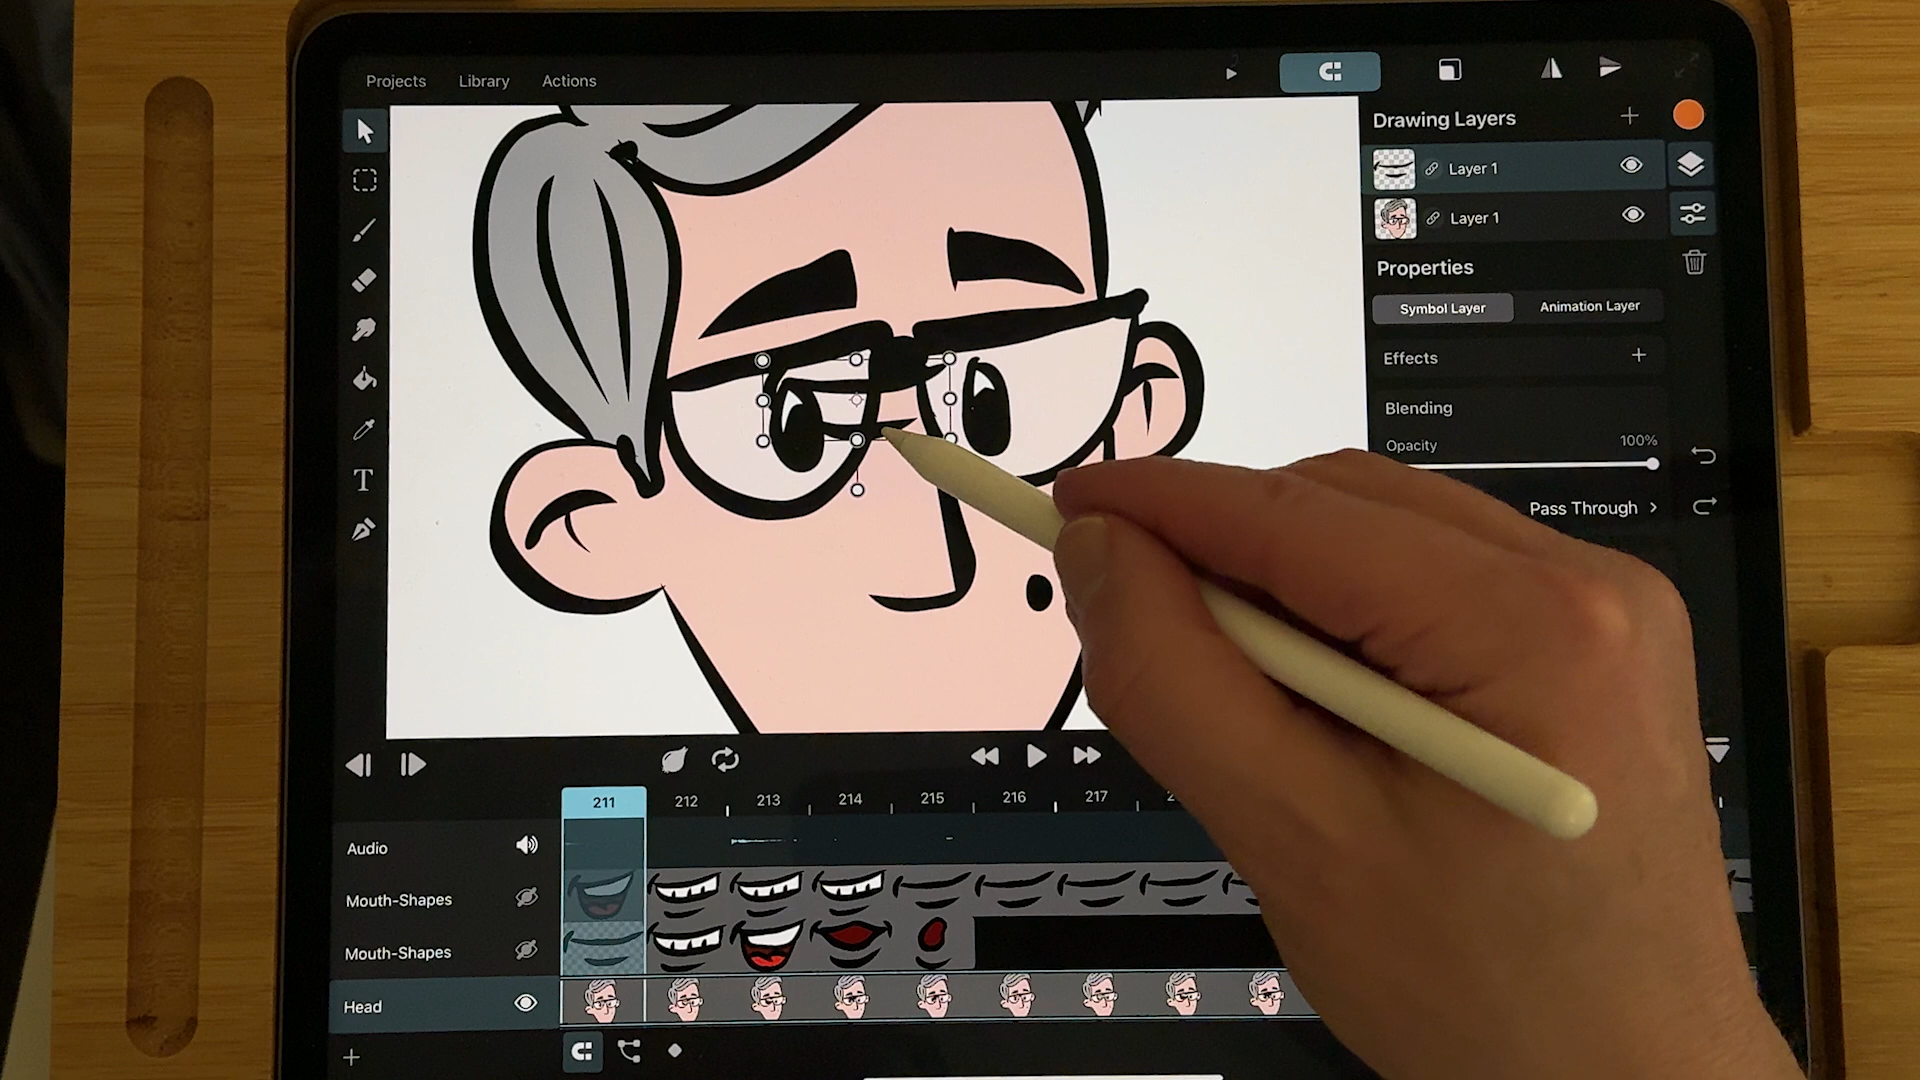 Projects Library Actions
Drawing Layers
Layer 1
Layer 1
Properties
Symbol Layer Animation Layer
Effects
Blending
Opacity 100%
Pass Through
T
211 212 213 214 215 216 217
Audio
Mouth-Shapes
Mouth-Shapes
Head